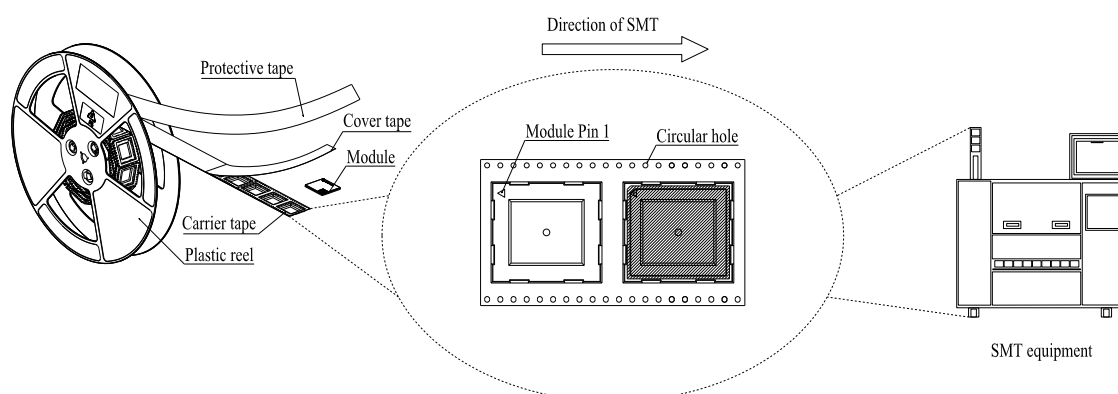 Direction of SMT
Protective tape
Cover tape
Module
Module Pin 1
Circular hole
Carrier tape
Plastic reel
SMT equipment